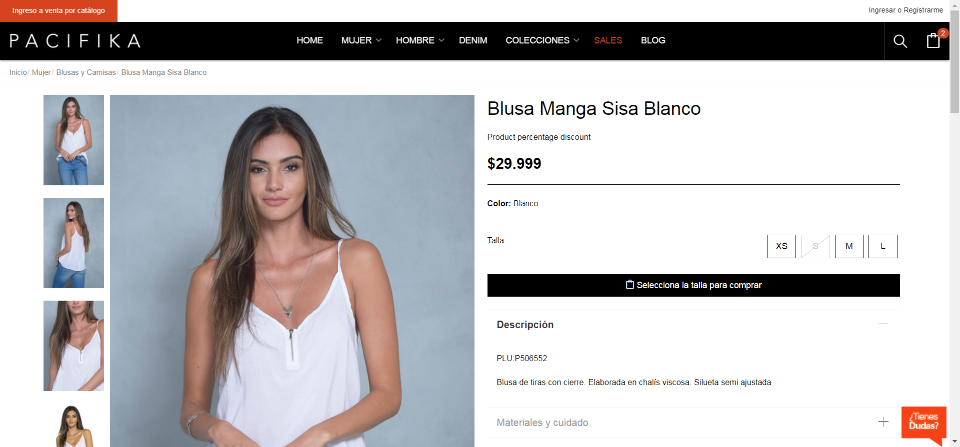 Ingreso a venta por catálogo
Ingresar o Registrarme
PACIFIKA
HOME MUJER HOMBRE DENIM COLECCIONES SALES BLOG
2
Inicio/ Mujer/ Blusas y Camisas/ Blusa Manga Sisa Blanco
Blusa Manga Sisa Blanco
Product percentage discount
$29.999
Color: Blanco
Talla
XS S M L
Selecciona la talla para comprar
Descripción
PLU:P506552
Blusa de tiras con cierre. Elaborada en chalís viscosa. Silueta semi ajustada
Materiales y cuidado
¿Tienes
Dudas?